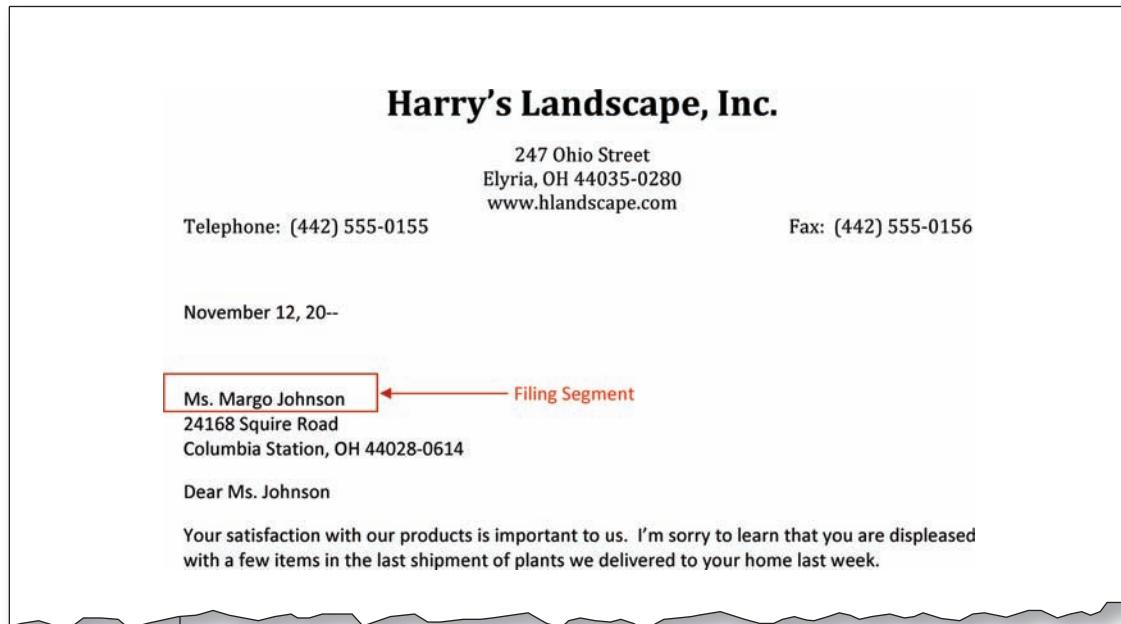 Harry’s Landscape, Inc.
247 Ohio Street
Elyria, OH 44035-0280
www.hlandscape.com
Telephone: (442) 555-0155 Fax: (442) 555-0156
November 12, 20--
Ms. Margo Johnson Filing Segment
24168 Squire Road
Columbia Station, OH 44028-0614
Dear Ms. Johnson
Your satisfaction with our products is important to us. I’m sorry to learn that you are displeased
with a few items in the last shipment of plants we delivered to your home last week.